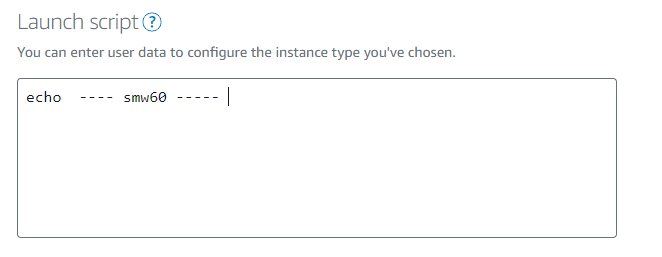 Launch script ?
You can enter user data to configure the instance type you've chosen.
echo  ---- smw60 -----